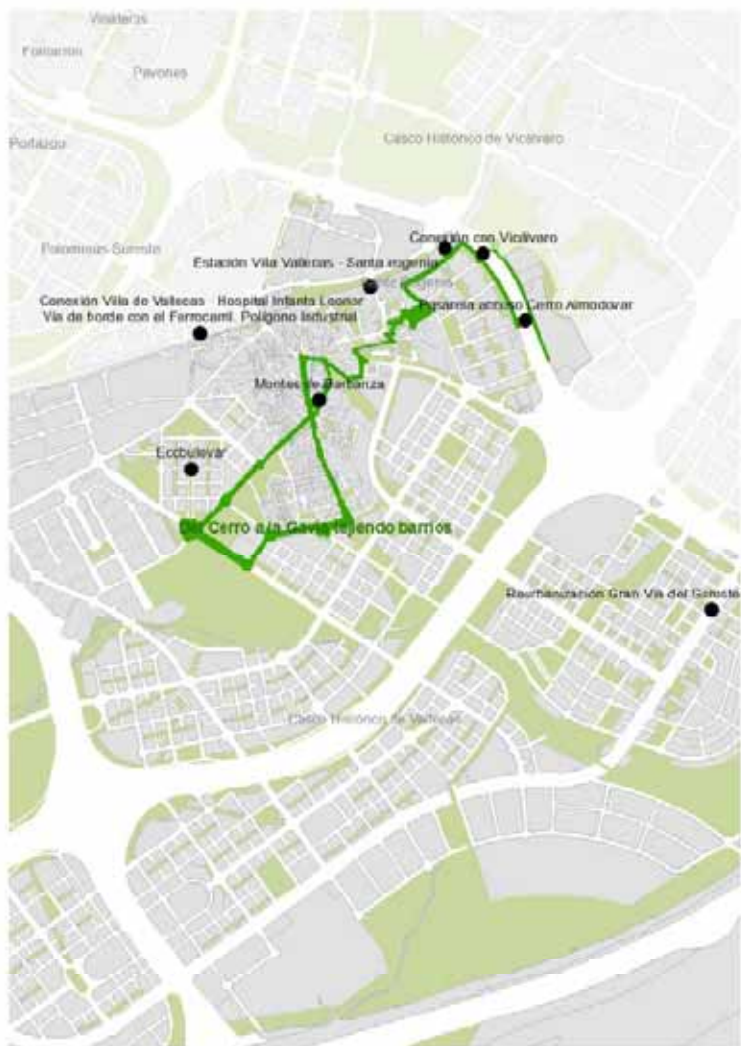 Vinateros
Fontarrón
Pavones
Portazgo
Casco Histórico de Vicálvaro
Palomeras Sureste
Conexión con Vicálvaro
Estación Villa Vallecas - Santa eugenia
Conexión Villa de Vallecas - Hospital Infanta Leonor
Vía de borde con el Ferrocarril. Polígono Industrial
Pasarela acceso Cerro Almodóvar
Montes de Barbanza
Ecobulevar
Del Cerro a la Gavia tejiendo barrios
Reurbanización Gran Vía del Sureste
Casco Histórico de Vallecas